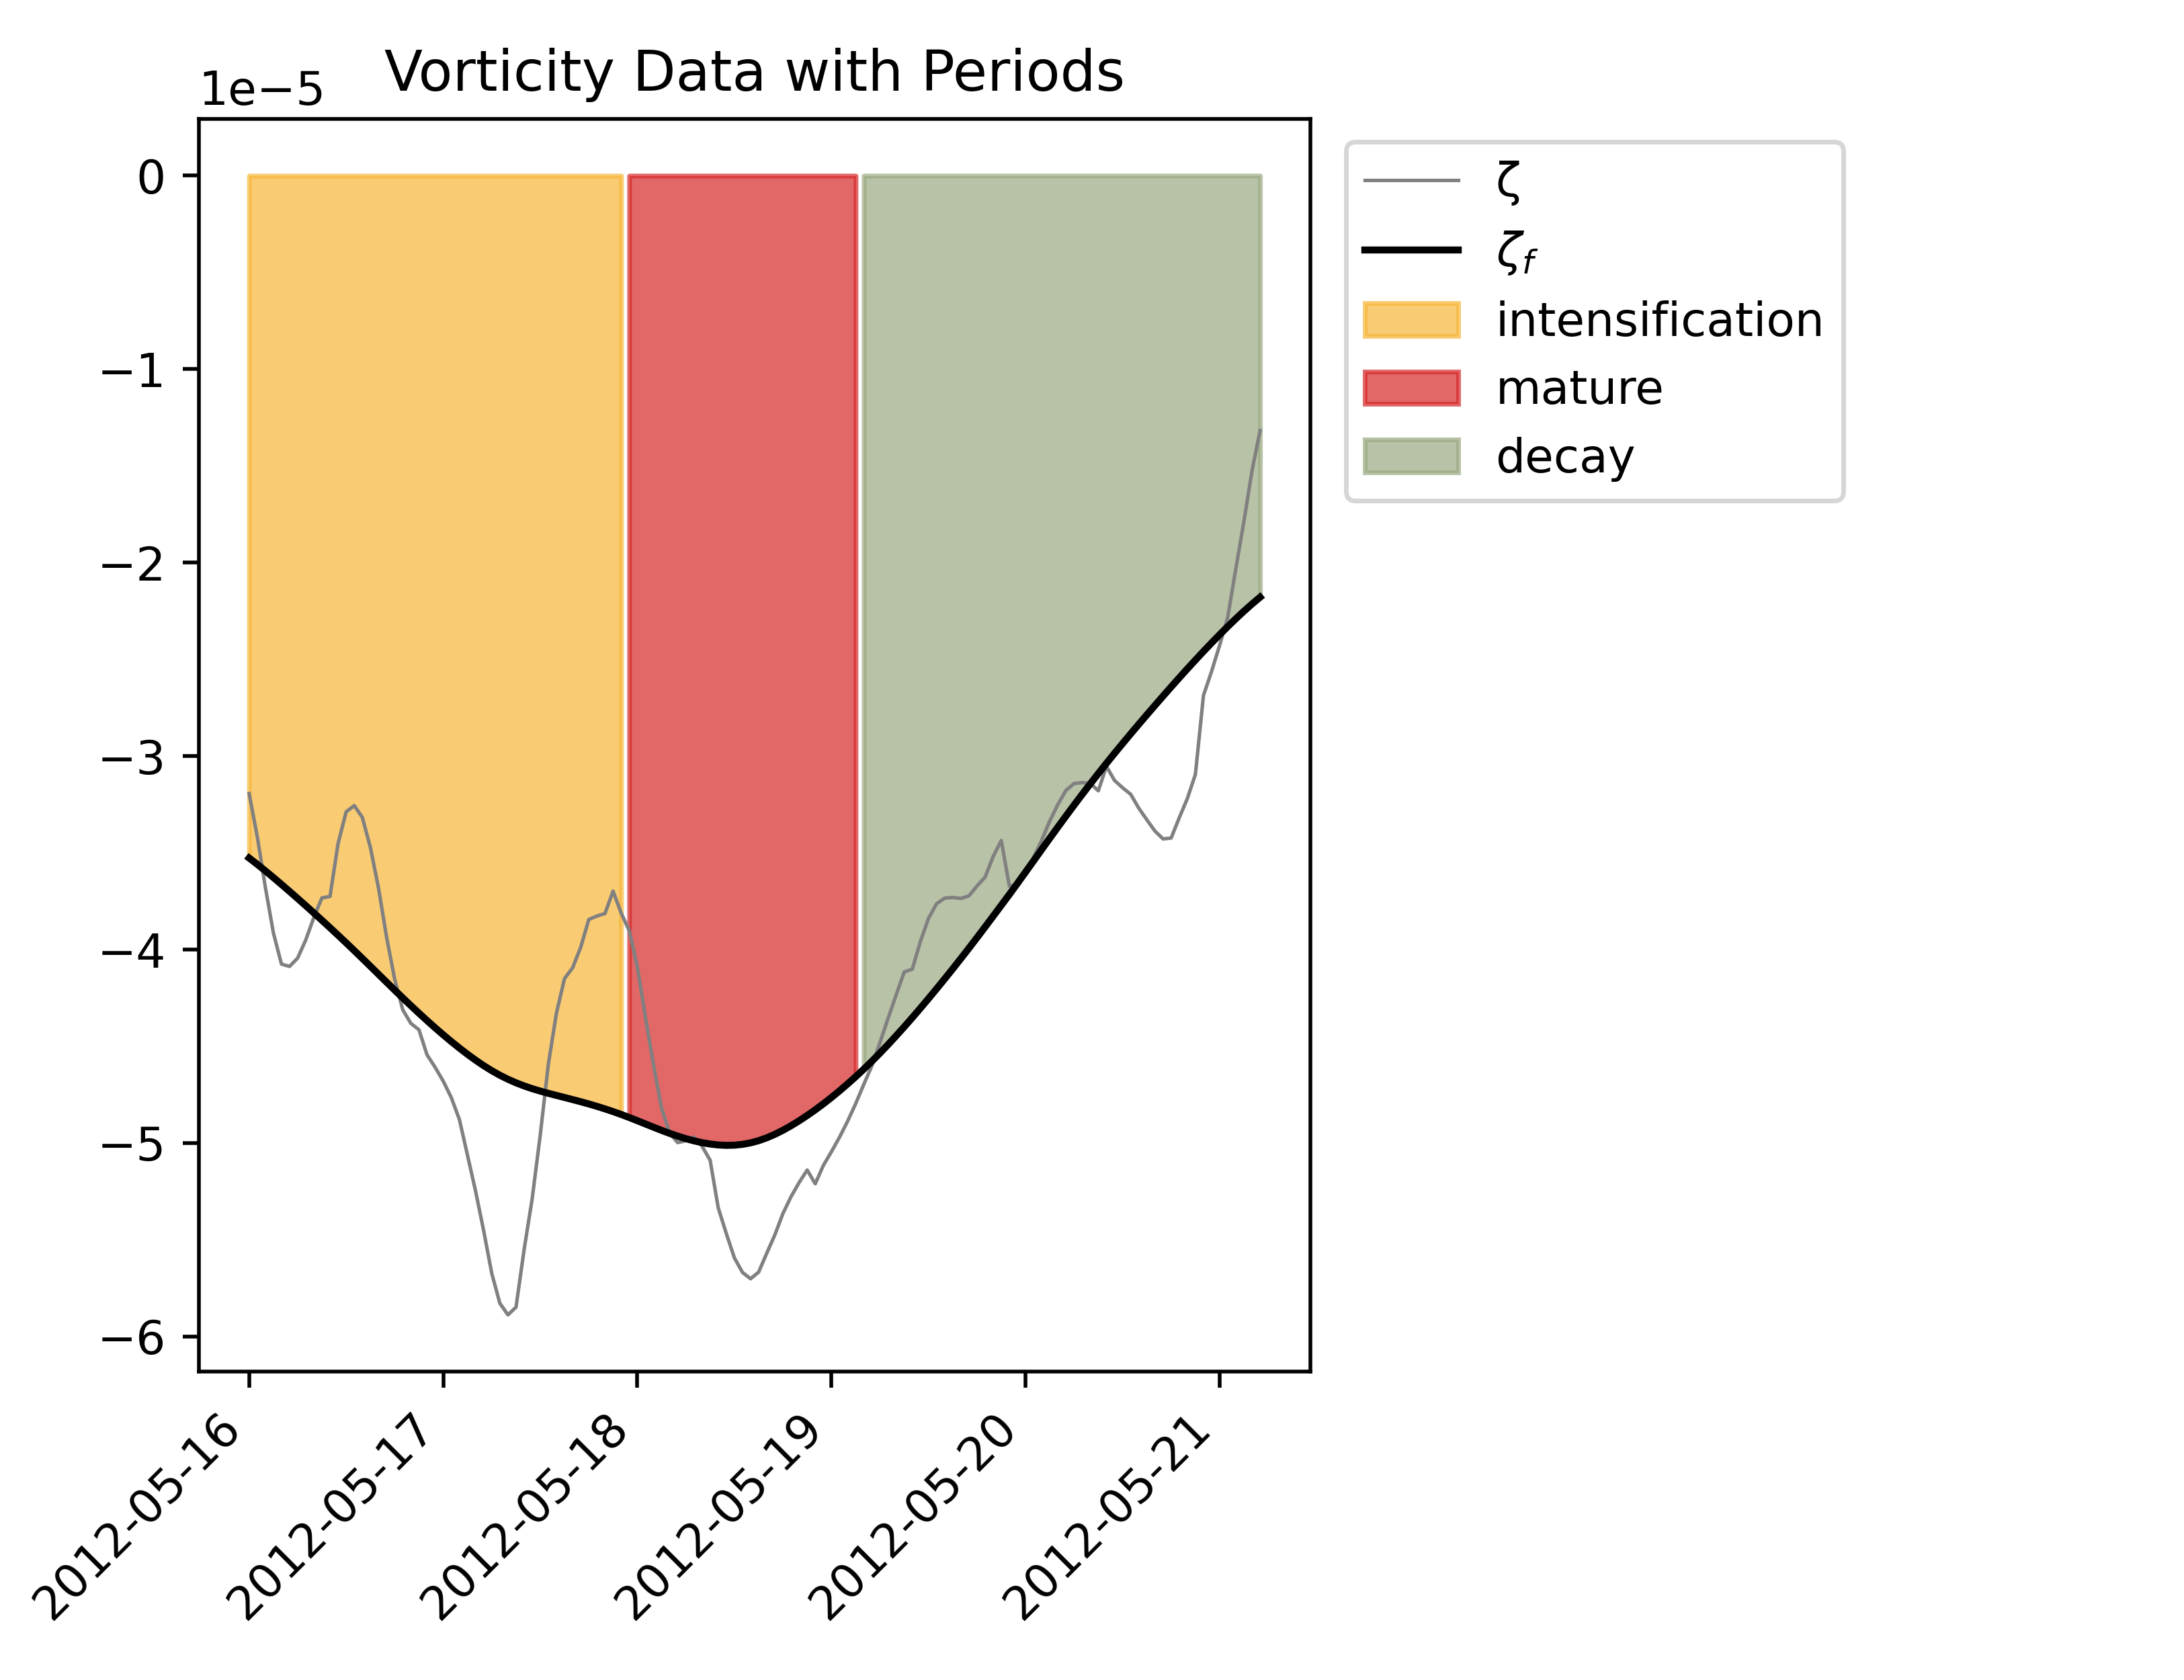 Vorticity Data with Periods
1e−5
0
−1
−2
−3
−4
−5
−6
2012-05-16
2012-05-17
2012-05-18
2012-05-19
2012-05-20
2012-05-21
ζ
ζf
intensification
mature
decay